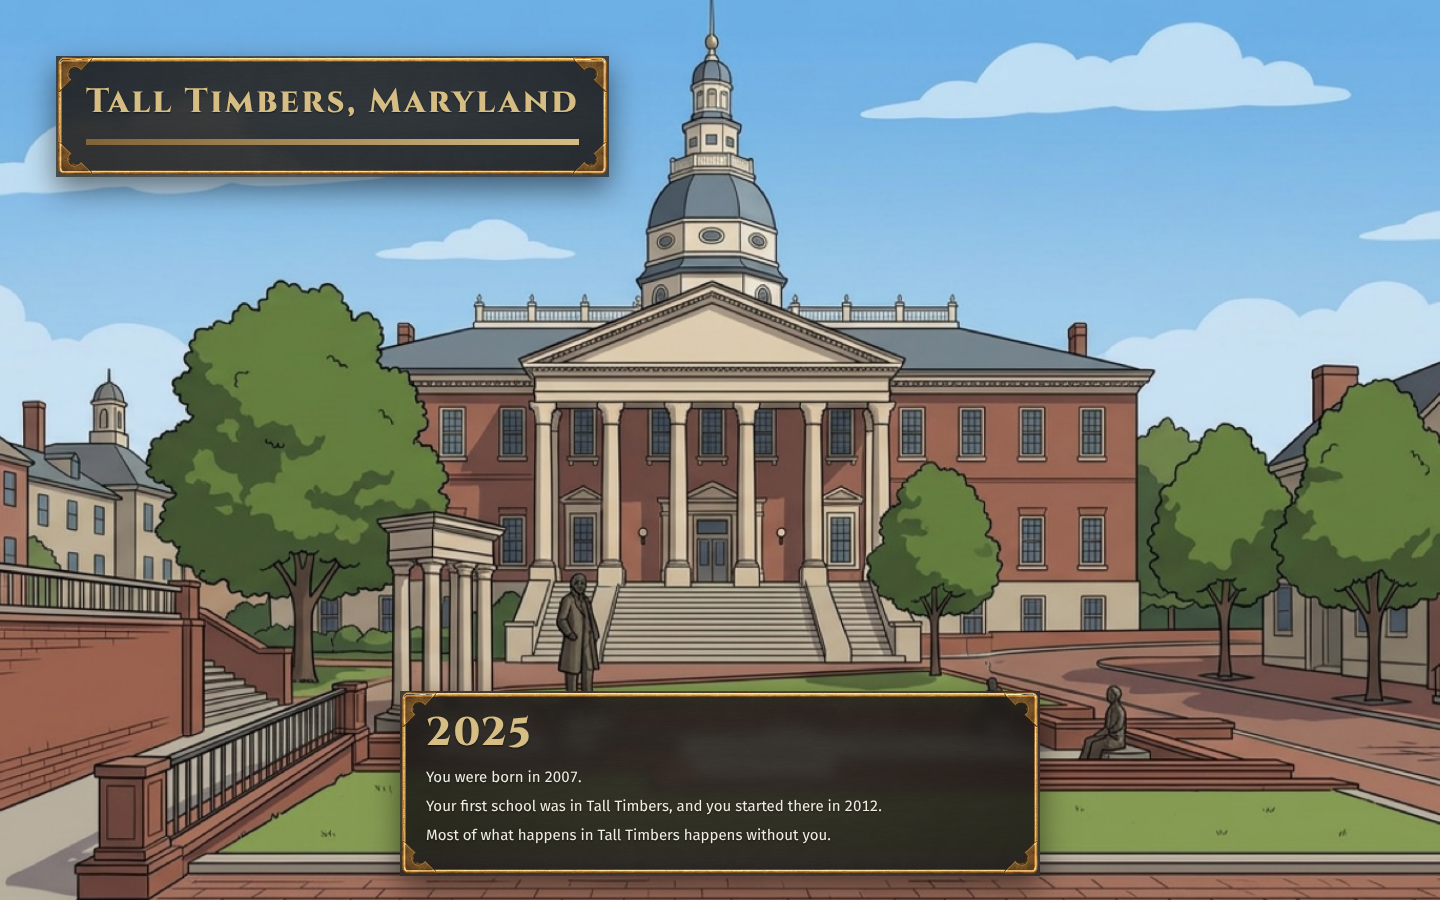 Tall Timbers, Maryland
2025
You were born in 2007.
Your first school was in Tall Timbers, and you started there in 2012.
Most of what happens in Tall Timbers happens without you.